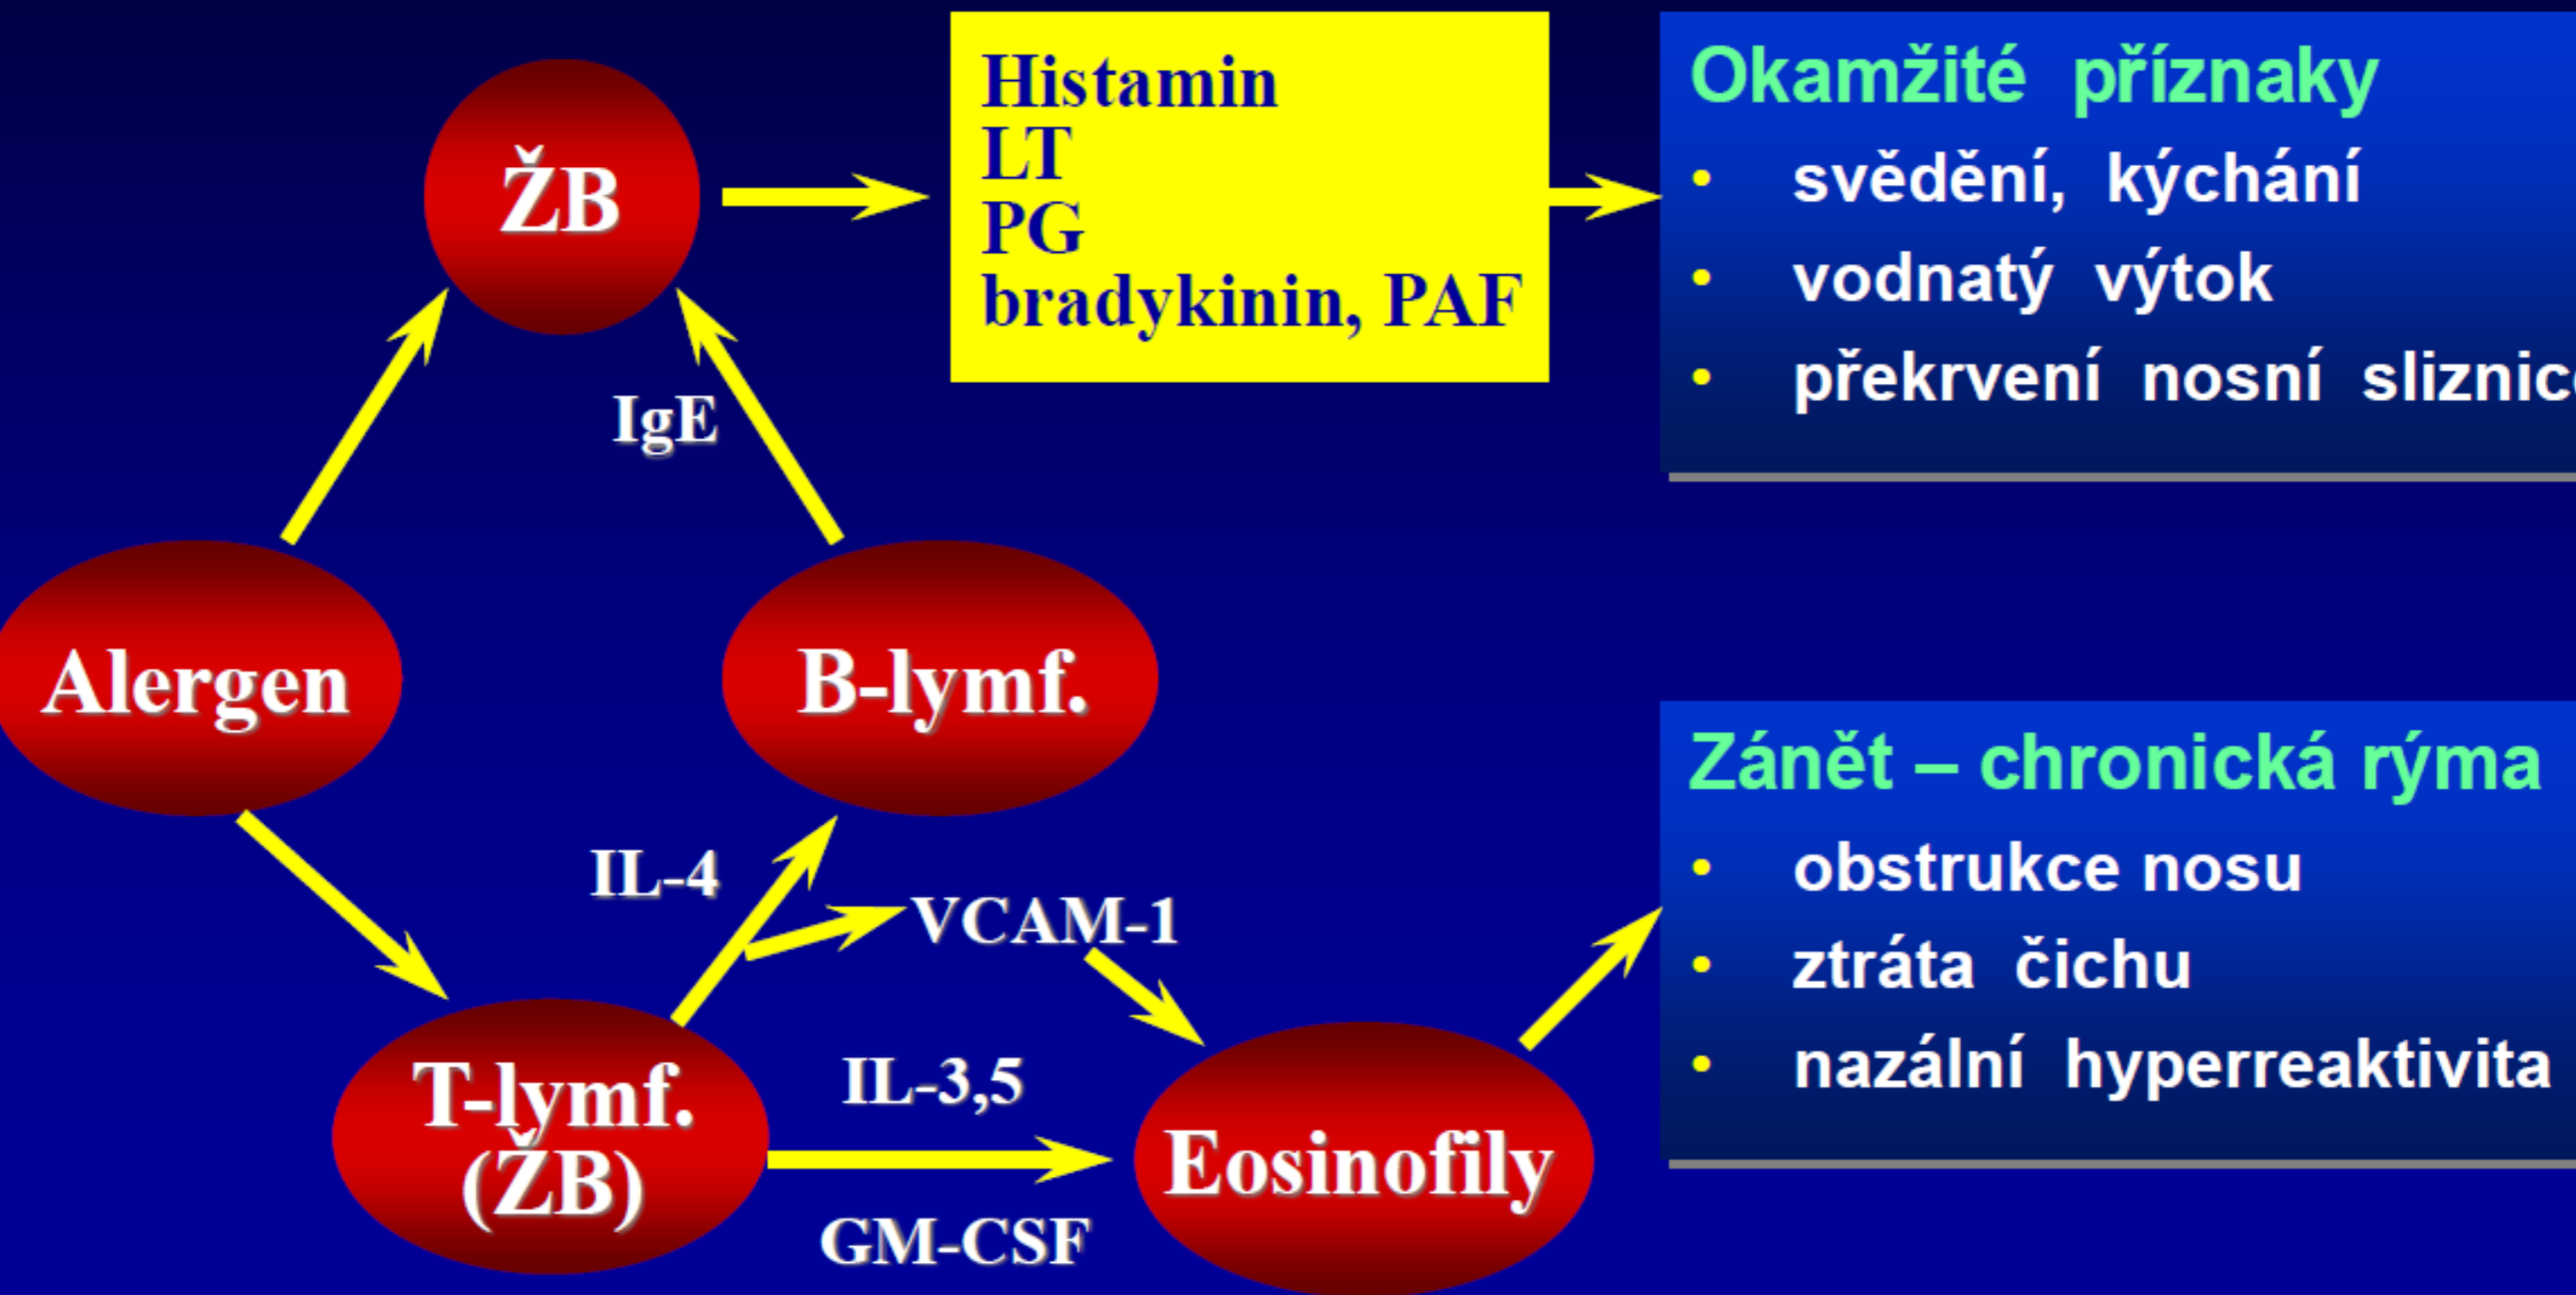 ŽB
Histamin
LT
PG
bradykinin, PAF
Okamžité příznaky
• svědění, kýchání
• vodnatý výtok
• překrvení nosní sliznic
IgE
Alergen
B-lymf.
IL-4
VCAM-1
T-lymf.
(ŽB)
IL-3,5
GM-CSF
Eosinofily
Zánět – chronická rýma
• obstrukce nosu
• ztráta čichu
• nazální hyperreaktivita